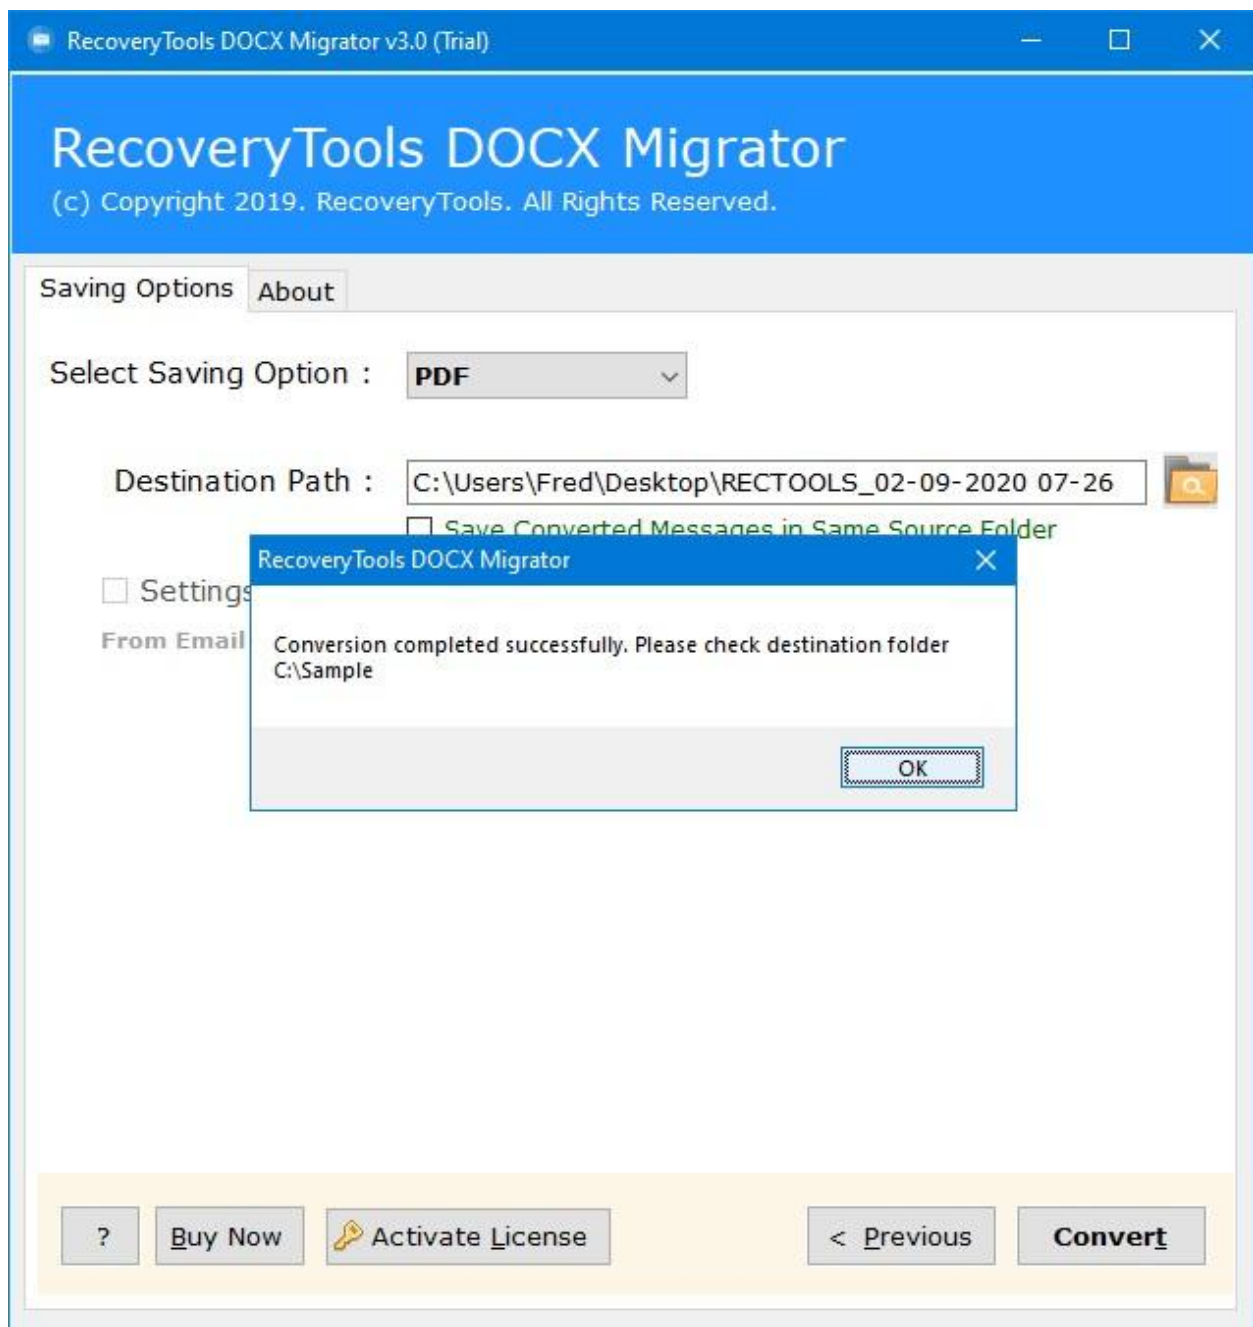 RecoveryTools DOCX Migrator v3.0 (Trial)
RecoveryTools DOCX Migrator
(c) Copyright 2019. RecoveryTools. All Rights Reserved.
Saving Options About
Select Saving Option : PDF
Destination Path : C:\Users\Fred\Desktop\RECTOOLS_02-09-2020 07-26
Save Converted Messages in Same Source Folder
RecoveryTools DOCX Migrator
Settings
From Email
Conversion completed successfully. Please check destination folder
C:\Sample
OK
? Buy Now Activate License < Previous Convert